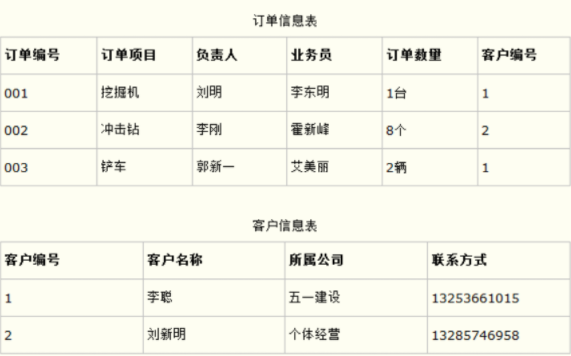 订单信息表
订单编号 订单项目 负责人 业务员 订单数量 客户编号
001 挖掘机 刘明 李东明 1台 1
002 冲击钻 李刚 霍新峰 8个 2
003 铲车 郭新一 艾美丽 2辆 1
客户信息表
客户编号 客户名称 所属公司 联系方式
1 李聪 五一建设 13253661015
2 刘新明 个体经营 13285746958